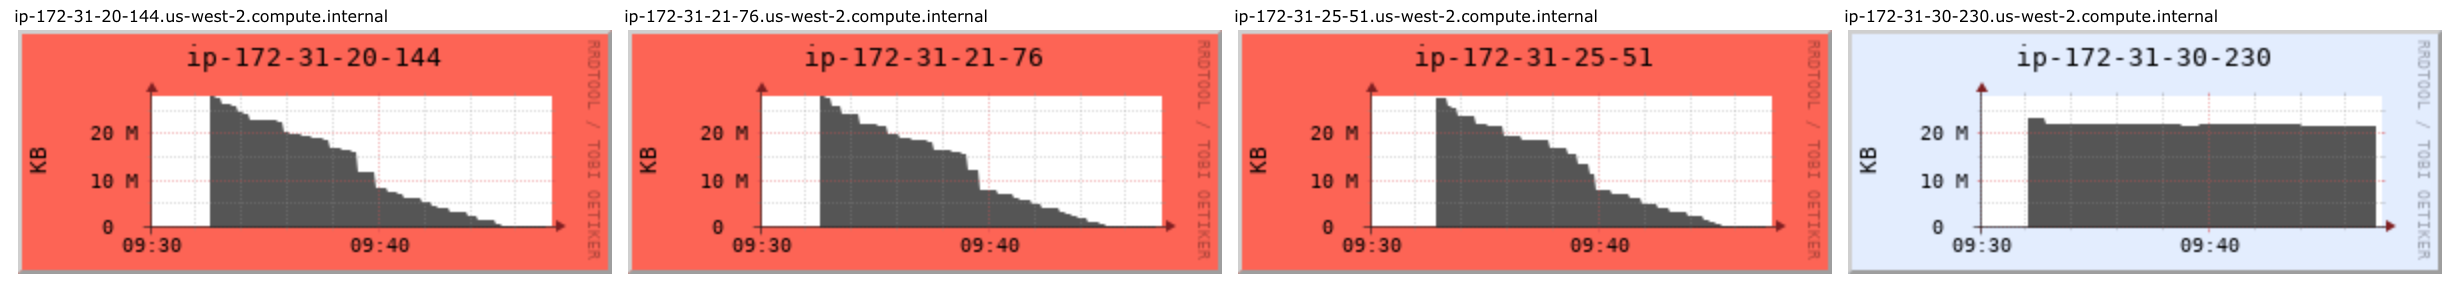 ip-172-31-20-144.us-west-2.compute.internal
ip-172-31-20-144
RRDTOOL / TOBI OETIKER
KB
20 M
10 M
0
09:30 09:40
ip-172-31-21-76.us-west-2.compute.internal
ip-172-31-21-76
RRDTOOL / TOBI OETIKER
KB
20 M
10 M
0
09:30 09:40
ip-172-31-25-51.us-west-2.compute.internal
ip-172-31-25-51
RRDTOOL / TOBI OETIKER
KB
20 M
10 M
0
09:30 09:40
ip-172-31-30-230.us-west-2.compute.internal
ip-172-31-30-230
RRDTOOL / TOBI OETIKER
KB
20 M
10 M
0
09:30 09:40